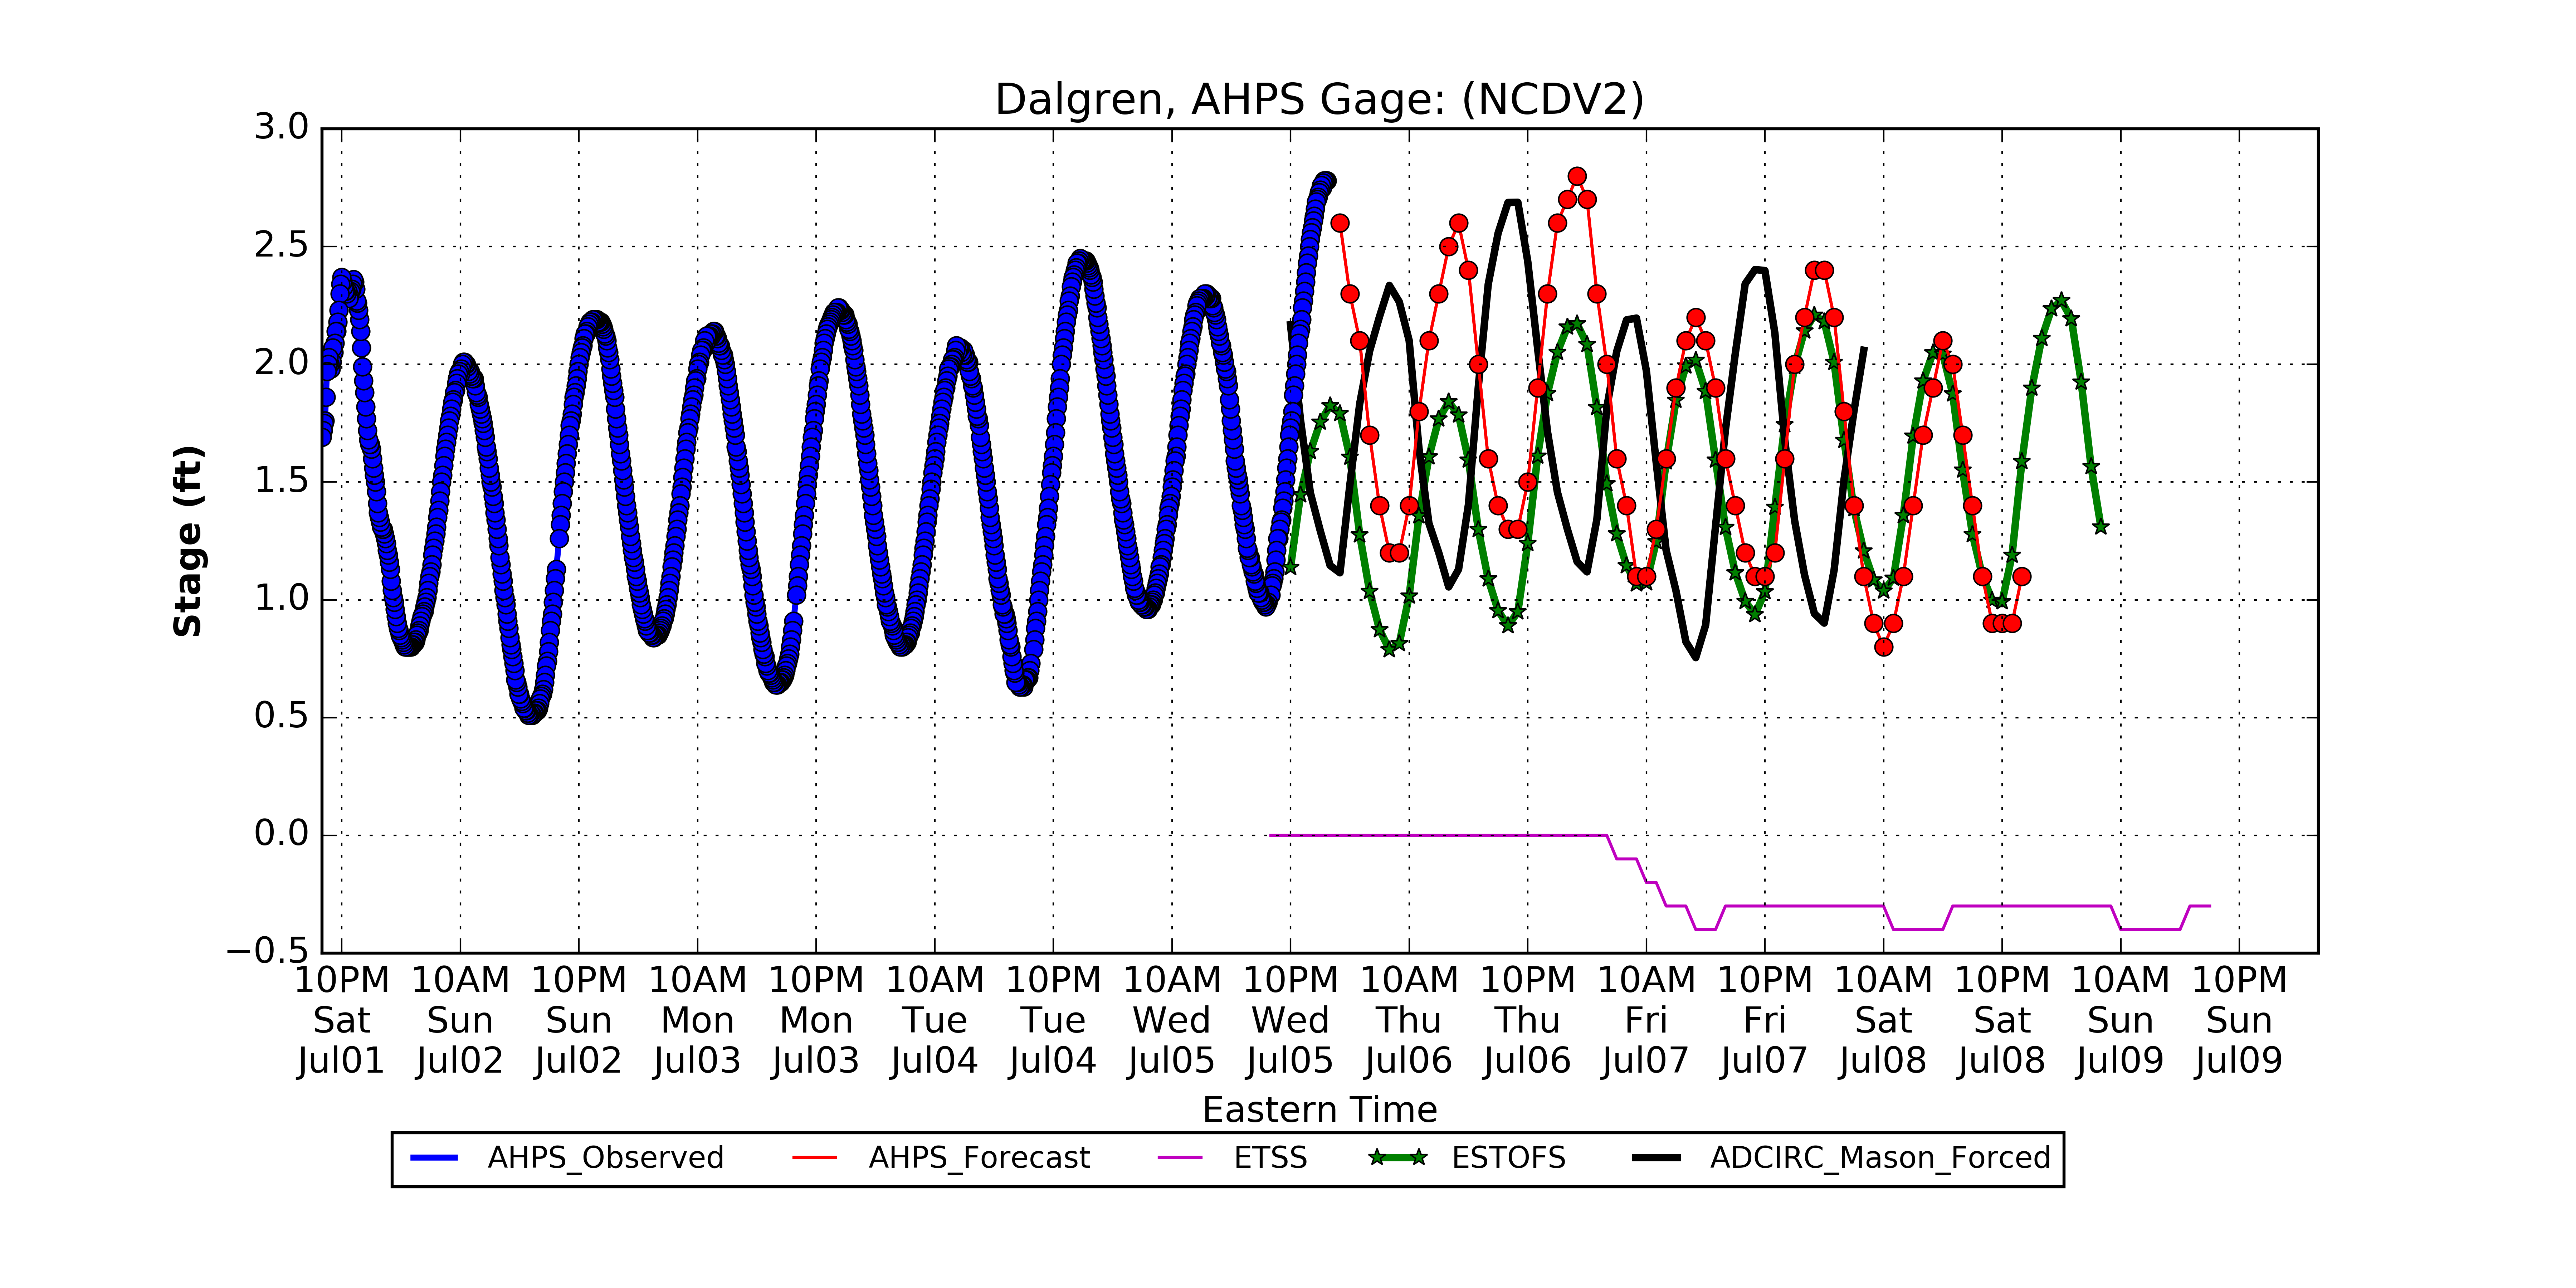 Dalgren, AHPS Gage: (NCDV2)
3.0
2.5
2.0
1.5
1.0
0.5
0.0
−0.5
Stage (ft)
10PM 10AM 10PM 10AM 10PM 10AM 10PM 10AM 10PM 10AM 10PM 10AM 10PM 10AM 10PM 10AM 10PM
Sat Sun Sun Mon Mon Tue Tue Wed Wed Thu Thu Fri Fri Sat Sat Sun Sun
Jul01 Jul02 Jul02 Jul03 Jul03 Jul04 Jul04 Jul05 Jul05 Jul06 Jul06 Jul07 Jul07 Jul08 Jul08 Jul09 Jul09
Eastern Time
AHPS_Observed AHPS_Forecast ETSS ESTOFS ADCIRC_Mason_Forced